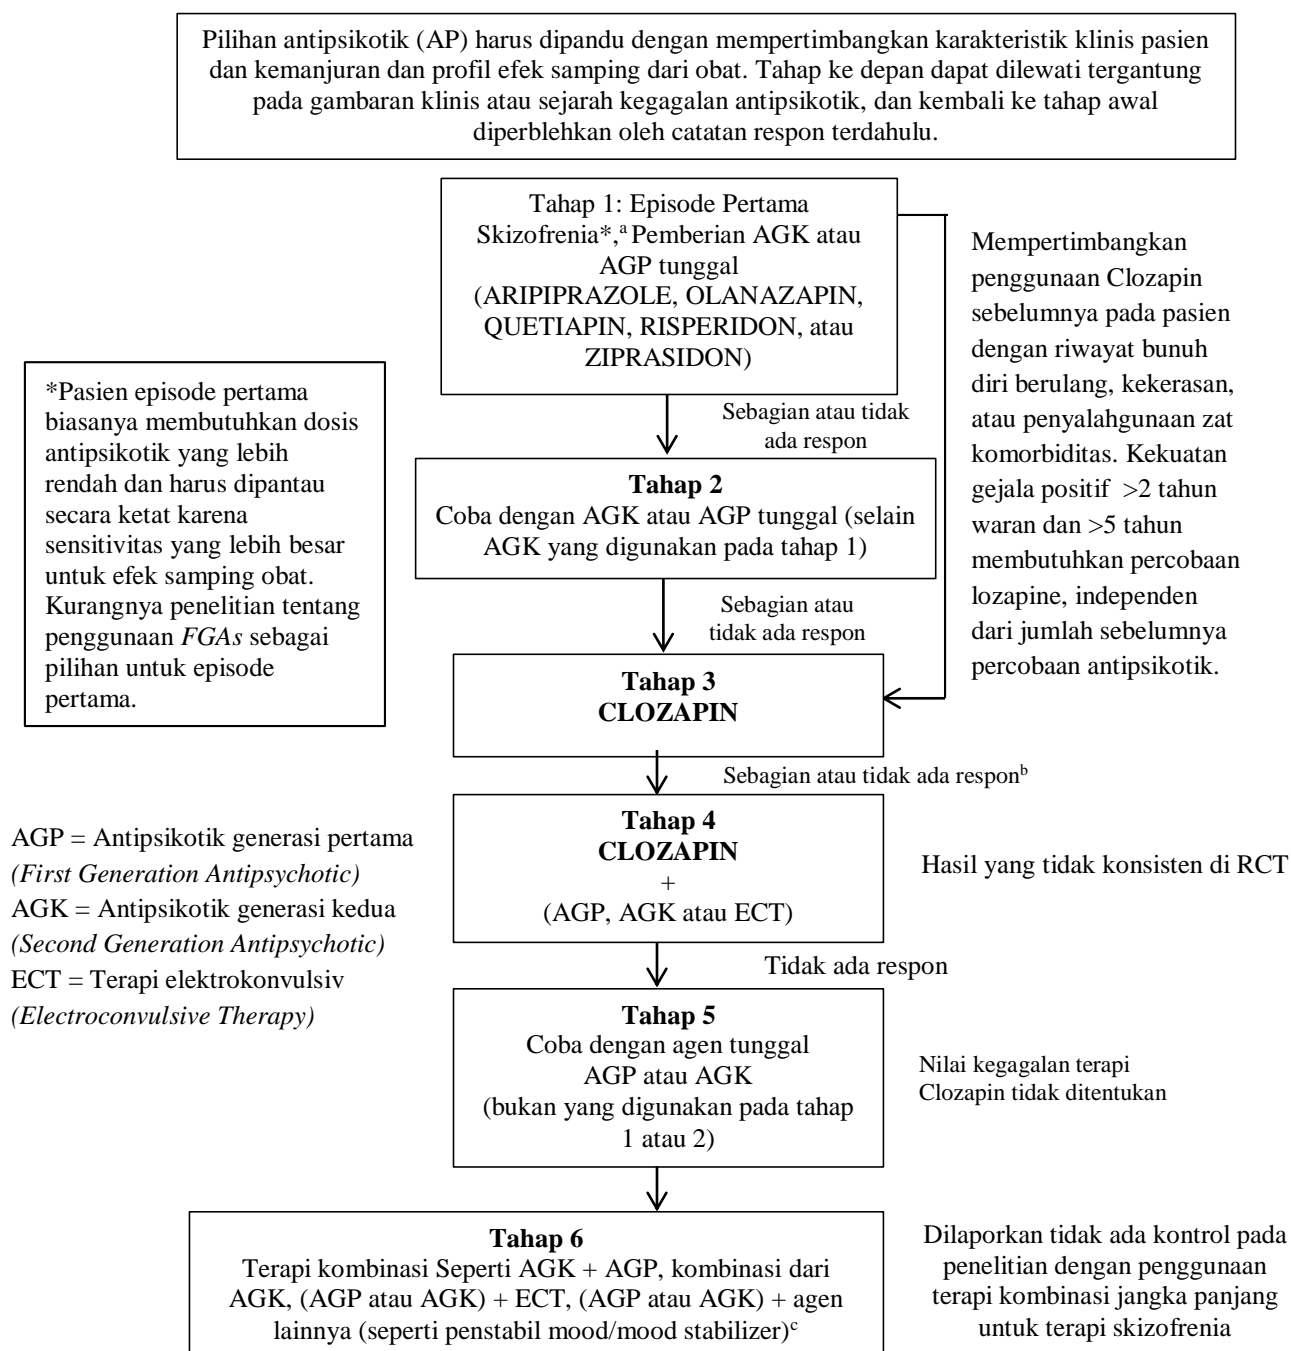 Pilihan antipsikotik (AP) harus dipandu dengan mempertimbangkan karakteristik klinis pasien
dan kemanjuran dan profil efek samping dari obat. Tahap ke depan dapat dilewati tergantung
pada gambaran klinis atau sejarah kegagalan antipsikotik, dan kembali ke tahap awal
diperblehkan oleh catatan respon terdahulu.
Tahap 1: Episode Pertama
Skizofrenia*,ᵃ Pemberian AGK atau
AGP tunggal
(ARIPIPRAZOLE, OLANAZAPIN,
QUETIAPIN, RISPERIDON, atau
ZIPRASIDON)
Mempertimbangkan
penggunaan Clozapin
sebelumnya pada pasien
dengan riwayat bunuh
diri berulang, kekerasan,
atau penyalahgunaan zat
komorbiditas. Kekuatan
gejala positif >2 tahun
waran dan >5 tahun
membutuhkan percobaan
lozapine, independen
dari jumlah sebelumnya
percobaan antipsikotik.
*Pasien episode pertama
biasanya membutuhkan dosis
antipsikotik yang lebih
rendah dan harus dipantau
secara ketat karena
sensitivitas yang lebih besar
untuk efek samping obat.
Kurangnya penelitian tentang
penggunaan FGAs sebagai
pilihan untuk episode
pertama.
Sebagian atau tidak
ada respon
Tahap 2
Coba dengan AGK atau AGP tunggal (selain
AGK yang digunakan pada tahap 1)
Sebagian atau
tidak ada respon
Tahap 3
CLOZAPIN
Sebagian atau tidak ada responᵇ
Tahap 4
CLOZAPIN
+
(AGP, AGK atau ECT)
Hasil yang tidak konsisten di RCT
AGP = Antipsikotik generasi pertama
(First Generation Antipsychotic)
AGK = Antipsikotik generasi kedua
(Second Generation Antipsychotic)
ECT = Terapi elektrokonvulsiv
(Electroconvulsive Therapy)
Tidak ada respon
Tahap 5
Coba dengan agen tunggal
AGP atau AGK
(bukan yang digunakan pada tahap
1 atau 2)
Nilai kegagalan terapi
Clozapin tidak ditentukan
Tahap 6
Terapi kombinasi Seperti AGK + AGP, kombinasi dari
AGK, (AGP atau AGK) + ECT, (AGP atau AGK) + agen
lainnya (seperti penstabil mood/mood stabilizer)ᶜ
Dilaporkan tidak ada kontrol pada
penelitian dengan penggunaan
terapi kombinasi jangka panjang
untuk terapi skizofrenia